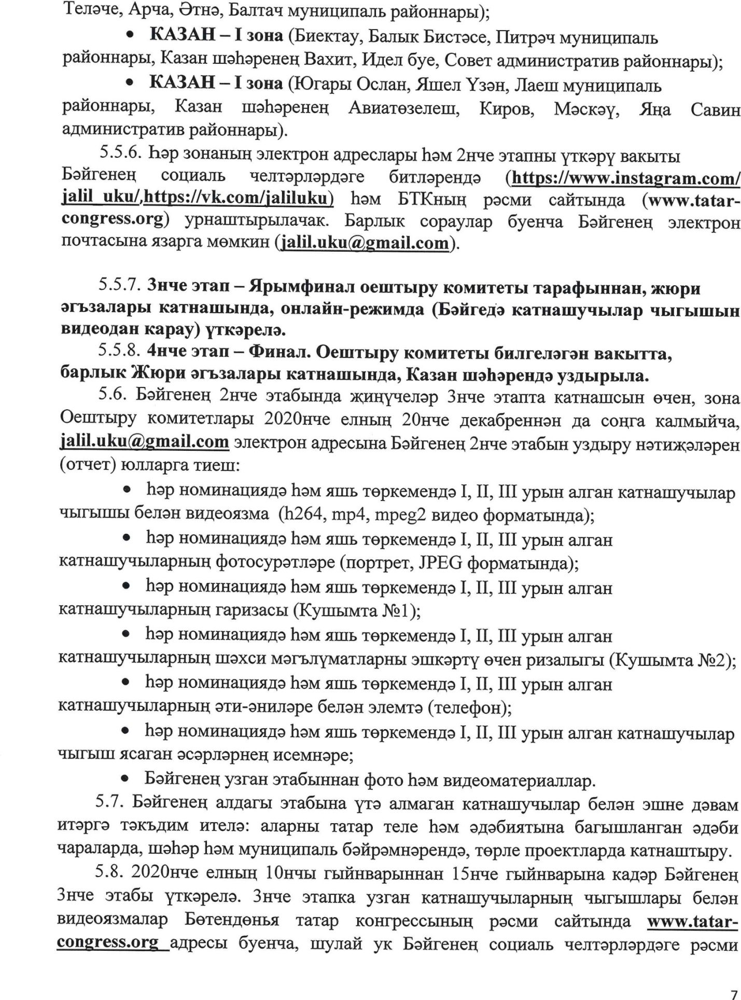 Теләче, Арча, Әтнә, Балтач муниципаль районнары);
• КАЗАН – I зона (Биектау, Балык Бистәсе, Питрәч муниципаль
районнары, Казан шәһәренең Вахит, Идел буе, Совет административ районнары);
• КАЗАН – I зона (Югары Ослан, Яшел Үзән, Лаеш муниципаль
районнары, Казан шәһәренең Авиатөзелеш, Киров, Мәскәү, Яңа Савин
административ районнары).
5.5.6. Һәр зонаның электрон адреслары һәм 2нче этапны үткәрү вакыты
Бәйгенең социаль челтәрләрдәге битләрендә (https://www.instagram.com/
jalil_uku/,https://vk.com/jaliluku) һәм БТКның рәсми сайтында (www.tatar-
congress.org) урнаштырылачак. Барлык сораулар буенча Бәйгенең электрон
почтасына язарга мөмкин (jalil.uku@gmail.com).
5.5.7. 3нче этап – Ярымфинал оештыру комитеты тарафыннан, жюри
әгъзалары катнашында, онлайн-режимда (Бәйгедә катнашучылар чыгышын
видеодан карау) үткәрелә.
5.5.8. 4нче этап – Финал. Оештыру комитеты билгеләгән вакытта,
барлык Жюри әгъзалары катнашында, Казан шәһәрендә уздырыла.
5.6. Бәйгенең 2нче этабында җиңүчеләр 3нче этапта катнашсын өчен, зона
Оештыру комитетлары 2020нче елның 20нче декабреннән да соңга калмыйча,
jalil.uku@gmail.com электрон адресына Бәйгенең 2нче этабын уздыру нәтиҗәләрен
(отчет) юлларга тиеш:
• һәр номинациядә һәм яшь төркемендә I, II, III урын алган катнашучылар
чыгышы белән видеоязма (h264, mp4, mpeg2 видео форматында);
• һәр номинациядә һәм яшь төркемендә I, II, III урын алган
катнашучыларның фотосурәтләре (портрет, JPEG форматында);
• һәр номинациядә һәм яшь төркемендә I, II, III урын алган
катнашучыларның гаризасы (Кушымта №1);
• һәр номинациядә һәм яшь төркемендә I, II, III урын алган
катнашучыларның шәхси мәгълүматларны эшкәртү өчен ризалыгы (Кушымта №2);
• һәр номинациядә һәм яшь төркемендә I, II, III урын алган
катнашучыларның әти-әниләре белән элемтә (телефон);
• һәр номинациядә һәм яшь төркемендә I, II, III урын алган катнашучылар
чыгыш ясаган әсәрләрнең исемнәре;
• Бәйгенең узган этабыннан фото һәм видеоматериаллар.
5.7. Бәйгенең алдагы этабына үтә алмаган катнашучылар белән эшне дәвам
итәргә тәкъдим ителә: аларны татар теле һәм әдәбиятына багышланган әдәби
чараларда, шәһәр һәм муниципаль бәйрәмнәрендә, төрле проектларда катнаштыру.
5.8. 2020нче елның 10нчы гыйнварыннан 15нче гыйнварына кадәр Бәйгенең
3нче этабы үткәрелә. 3нче этапка узган катнашучыларның чыгышлары белән
видеоязмалар Бөтендөнья татар конгрессының рәсми сайтында www.tatar-
congress.org адресы буенча, шулай ук Бәйгенең социаль челтәрләрдәге рәсми
7